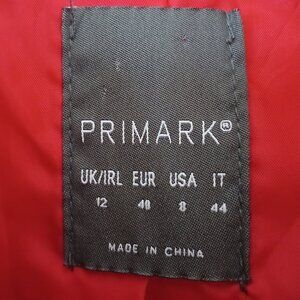 PRIMARK®
UK/IRL EUR USA IT
12 40 8 44
MADE IN CHINA